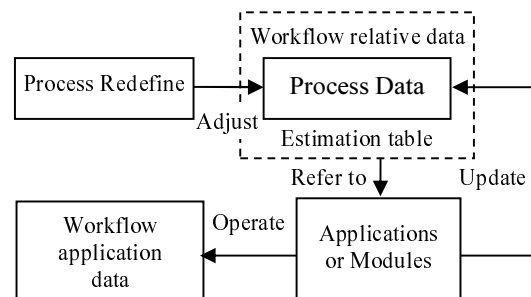 Workflow relative data
Process Redefine
Process Data
Adjust
Estimation table
Refer to
Update
Workflow
application
data
Operate
Applications
or Modules